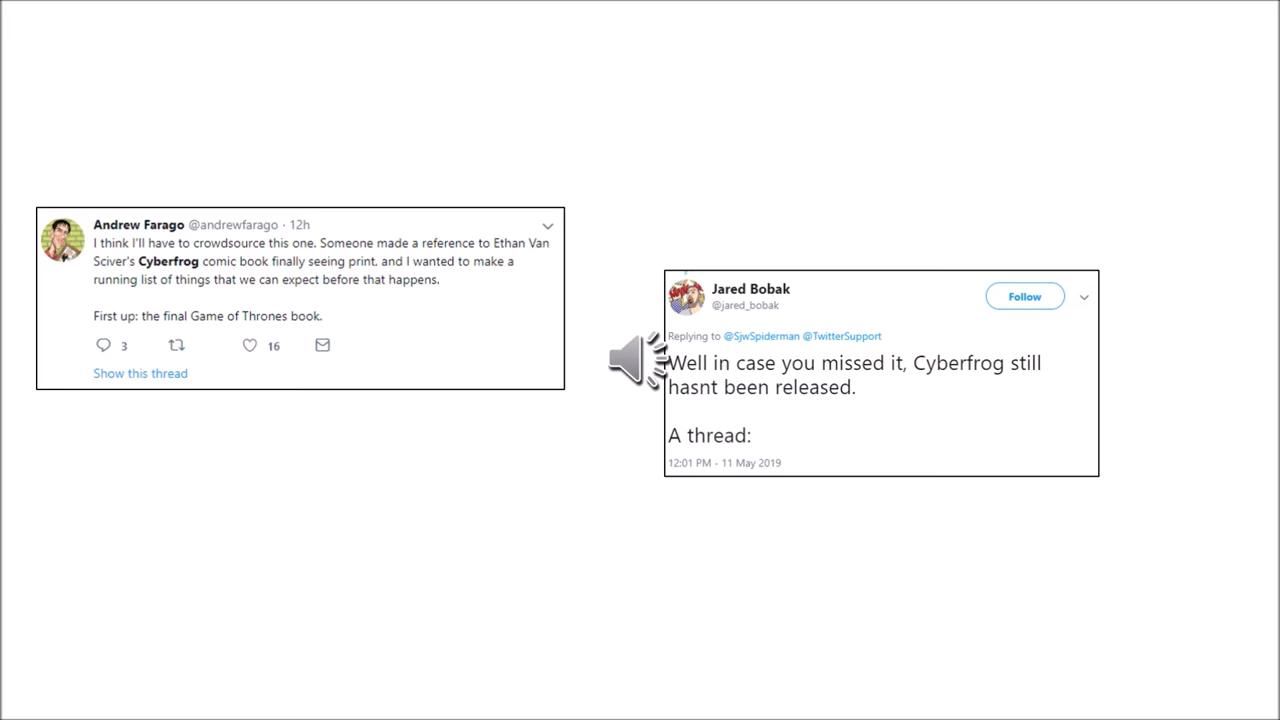 Andrew Farago @andrewfarago · 12h
I think I'll have to crowdsource this one. Someone made a reference to Ethan Van
Sciver's Cyberfrog comic book finally seeing print, and I wanted to make a
running list of things that we can expect before that happens.
First up: the final Game of Thrones book.
3 16
Show this thread
Jared Bobak
@jared_bobak
Follow
Replying to @SjwSpiderman @TwitterSupport
Well in case you missed it, Cyberfrog still
hasnt been released.
A thread:
12:01 PM - 11 May 2019